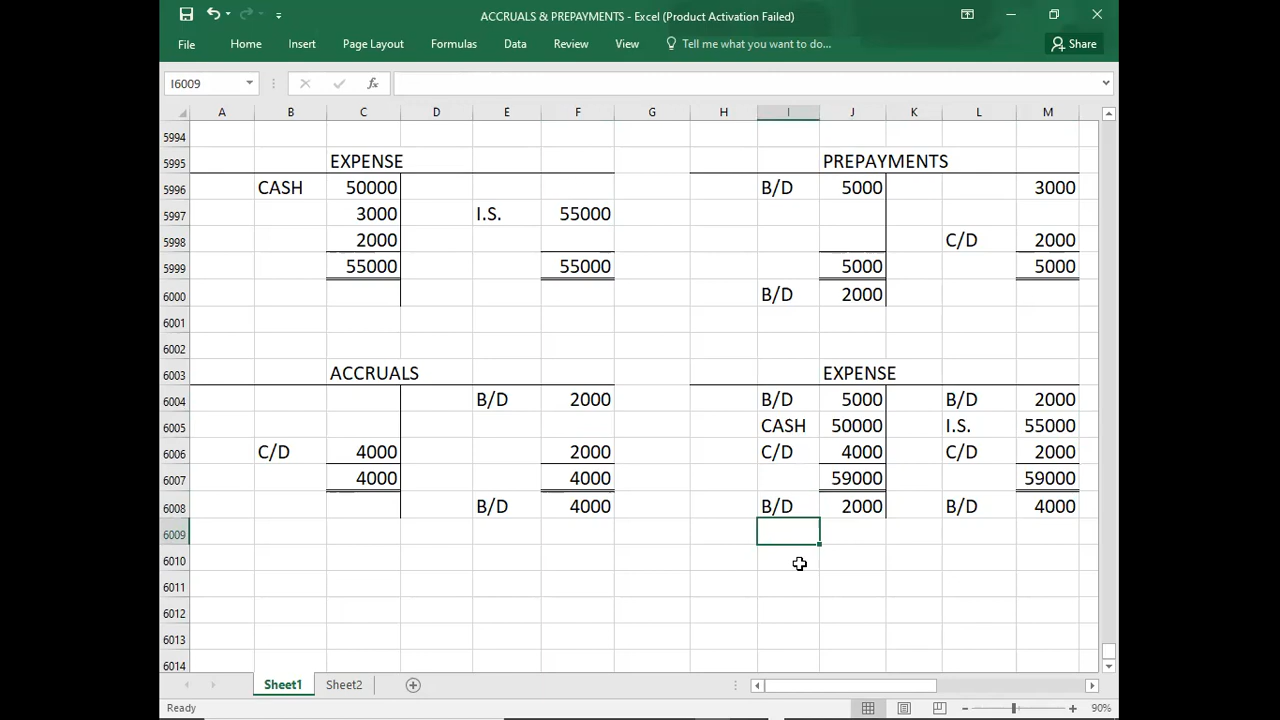 ACCRUALS & PREPAYMENTS - Excel (Product Activation Failed)
File Home Insert Page Layout Formulas Data Review View Tell me what you want to do... Share
I6009 fx
A B C D E F G H I J K L M
5994
5995 EXPENSE PREPAYMENTS
5996 CASH 50000 B/D 5000 3000
5997 3000 I.S. 55000
5998 2000 C/D 2000
5999 55000 55000 5000 5000
6000 B/D 2000
6001
6002
6003 ACCRUALS EXPENSE
6004 B/D 2000 B/D 5000 B/D 2000
6005 CASH 50000 I.S. 55000
6006 C/D 4000 2000 C/D 4000 C/D 2000
6007 4000 4000 59000 59000
6008 B/D 4000 B/D 2000 B/D 4000
6009
6010
6011
6012
6013
6014
Sheet1 Sheet2
Ready 90%